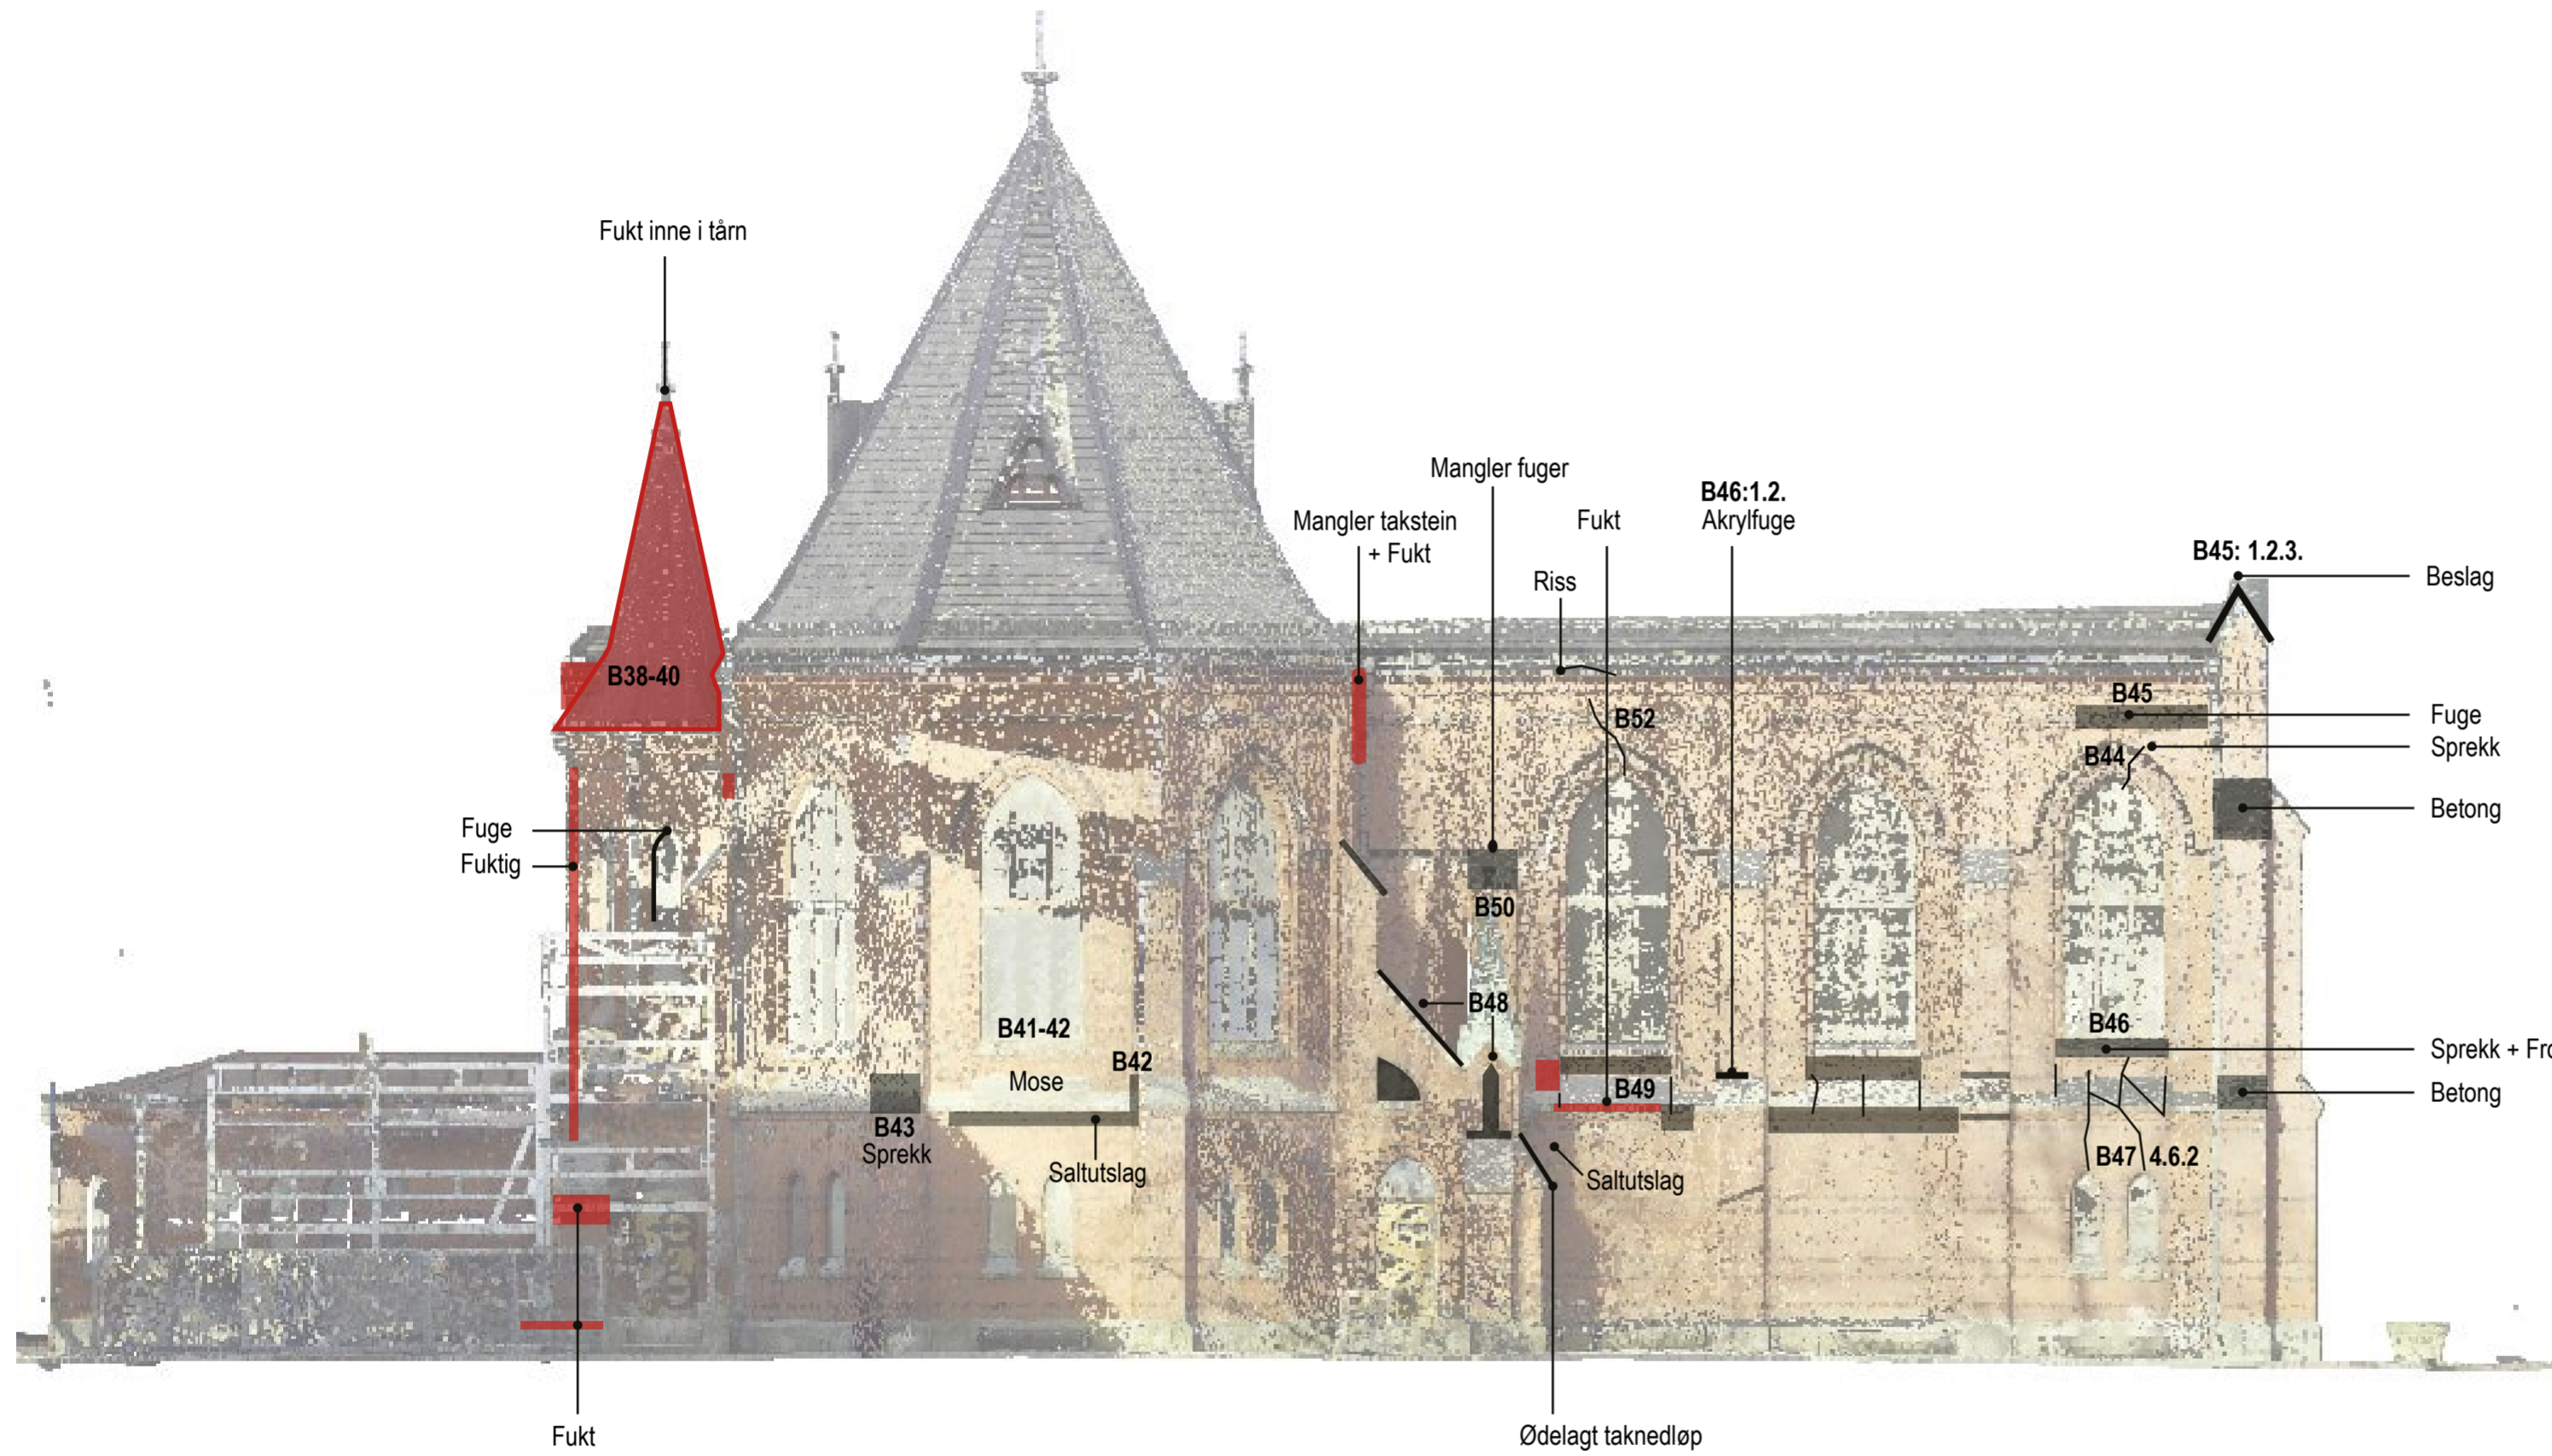 Fukt inne i tårn
Mangler fuger
B46:1.2.
Akrylfuge
Mangler takstein
+ Fukt
Fukt
B45: 1.2.3.
Riss
Beslag
B38-40
B45
B52
Fuge
B44
Sprekk
Betong
Fuge
Fuktig
B50
B48
B41-42
B46
B42
Sprekk + Fro
Mose
B49
Betong
B43
Sprekk
Saltutslag
B47
4.6.2
Saltutslag
Fukt
Ødelagt taknedløp